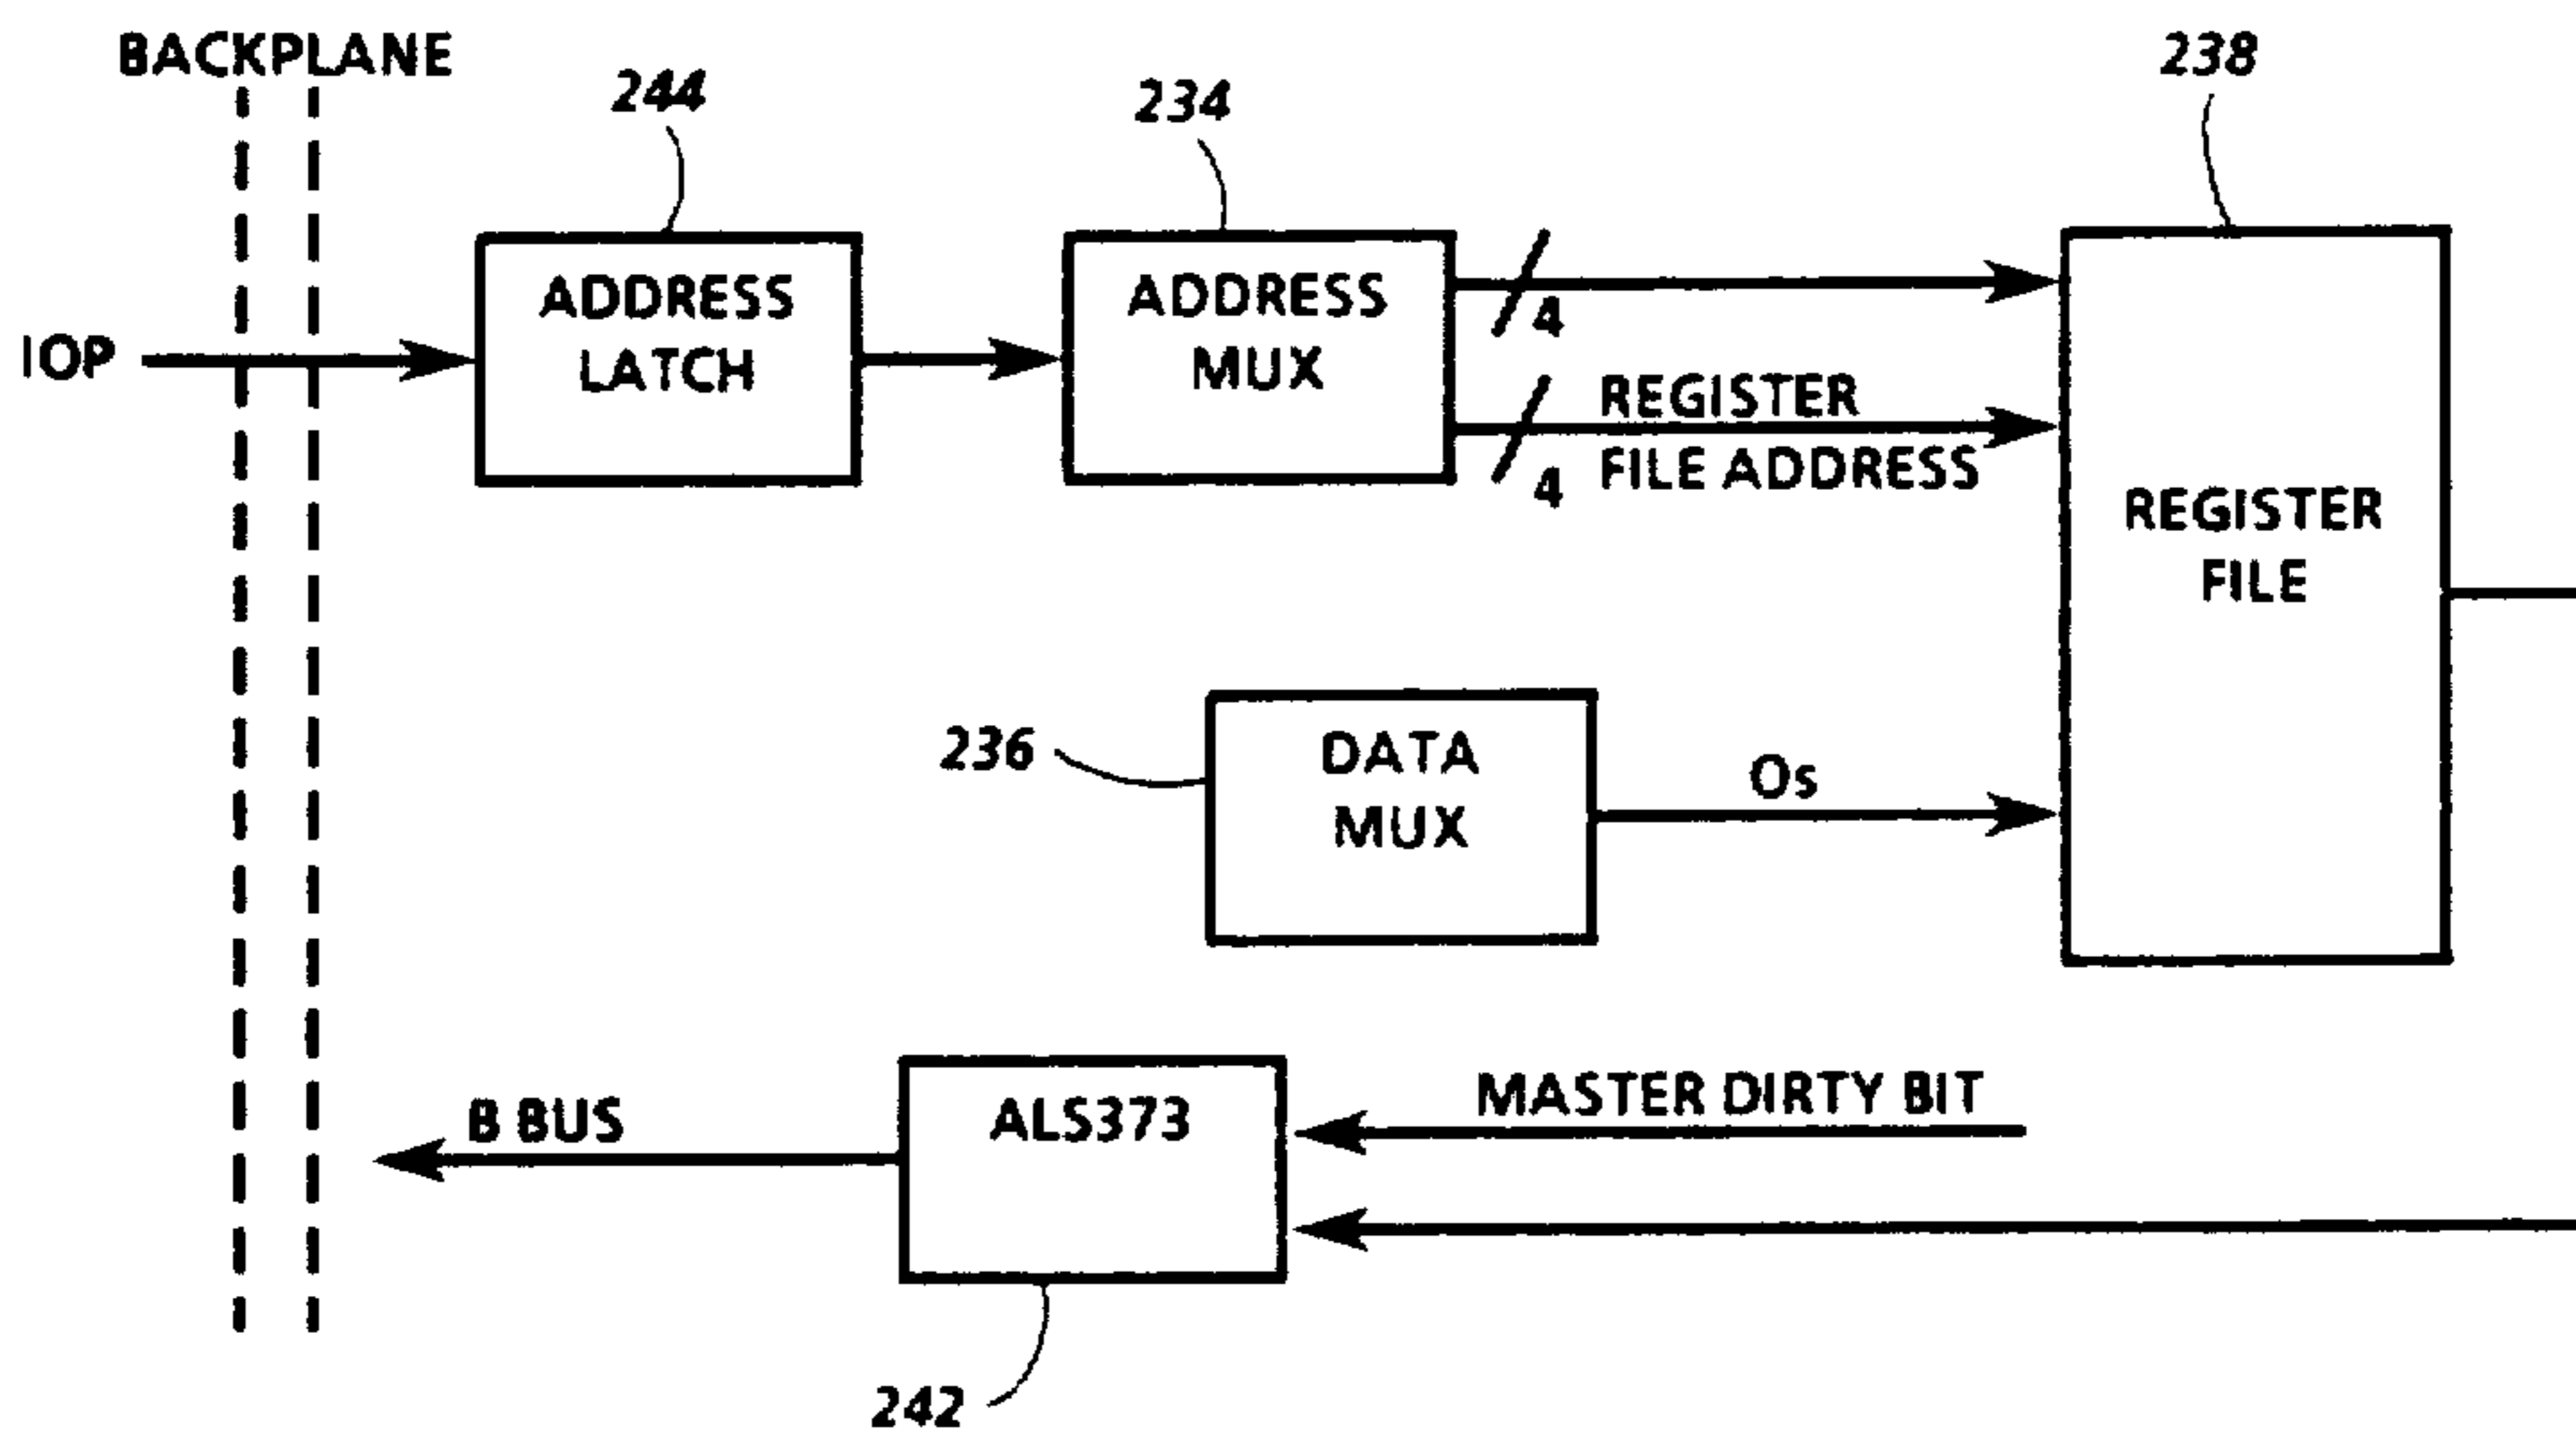 BACKPLANE
244
234
238
IOP
ADDRESS
LATCH
ADDRESS
MUX
4
REGISTER
FILE ADDRESS
4
REGISTER
FILE
236
DATA
MUX
Os
B BUS
ALS373
MASTER DIRTY BIT
242